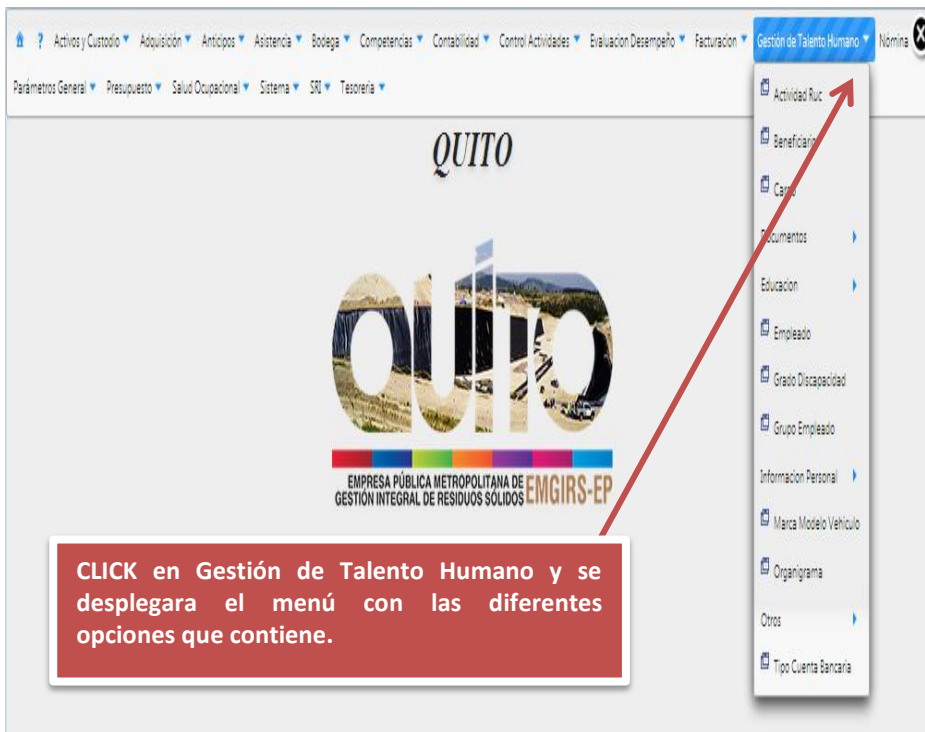 ? Activos y Custodio Adquisición Anticipos Asistencia Bodega Competencias Contabilidad Control Actividades Evaluacion Desempeño Facturacion Gestión de Talento Humano Nómina
Parámetros General Presupuesto Salud Ocupacional Sistema SRI Tesoreria
Actividad Ruc
QUITO
Beneficiario
Documentos
Educacion
quito
Empleado
Grado Discapacidad
Grupo Empleado
Informacion Personal
EMPRESA PÚBLICA METROPOLITANA DE
GESTIÓN INTEGRAL DE RESIDUOS SÓLIDOS EMGIRS-EP
Marca Modelo Vehiculo
Organigrama
CLICK en Gestión de Talento Humano y se
desplegara el menú con las diferentes
opciones que contiene.
Otros
Tipo Cuenta Bancaria